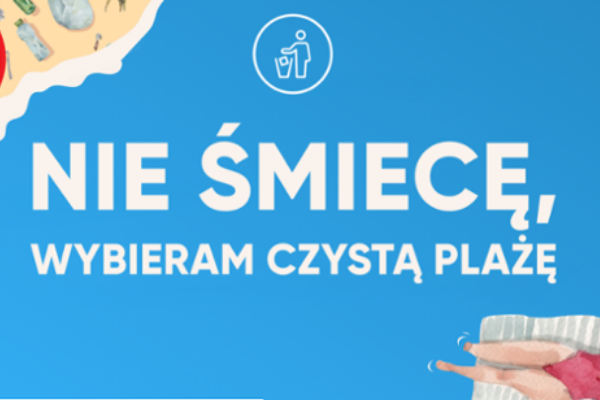 NIE ŚMIECĘ,
WYBIERAM CZYSTĄ PLAŻĘ